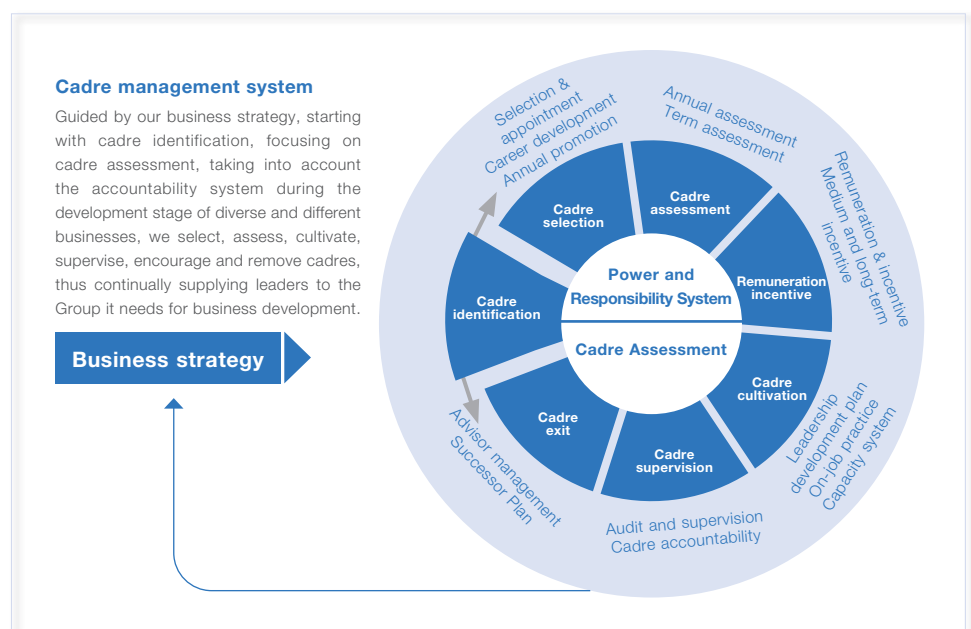 Cadre management system
Guided by our business strategy, starting
with cadre identification, focusing on
cadre assessment, taking into account
the accountability system during the
development stage of diverse and different
businesses, we select, assess, cultivate,
supervise, encourage and remove cadres,
thus continually supplying leaders to the
Group it needs for business development.
Business strategy
Selection &
appointment
Career development
Annual promotion
Annual assessment
Term assessment
Remuneration & incentive
Medium and long-term
incentive
Leadership
development plan
On-job practice
Capacity system
Audit and supervision
Cadre accountability
Advisor management
Successor Plan
Cadre
identification
Cadre
selection
Cadre
assessment
Remuneration
incentive
Cadre
cultivation
Cadre
supervision
Cadre
exit
Power and
Responsibility System
Cadre Assessment